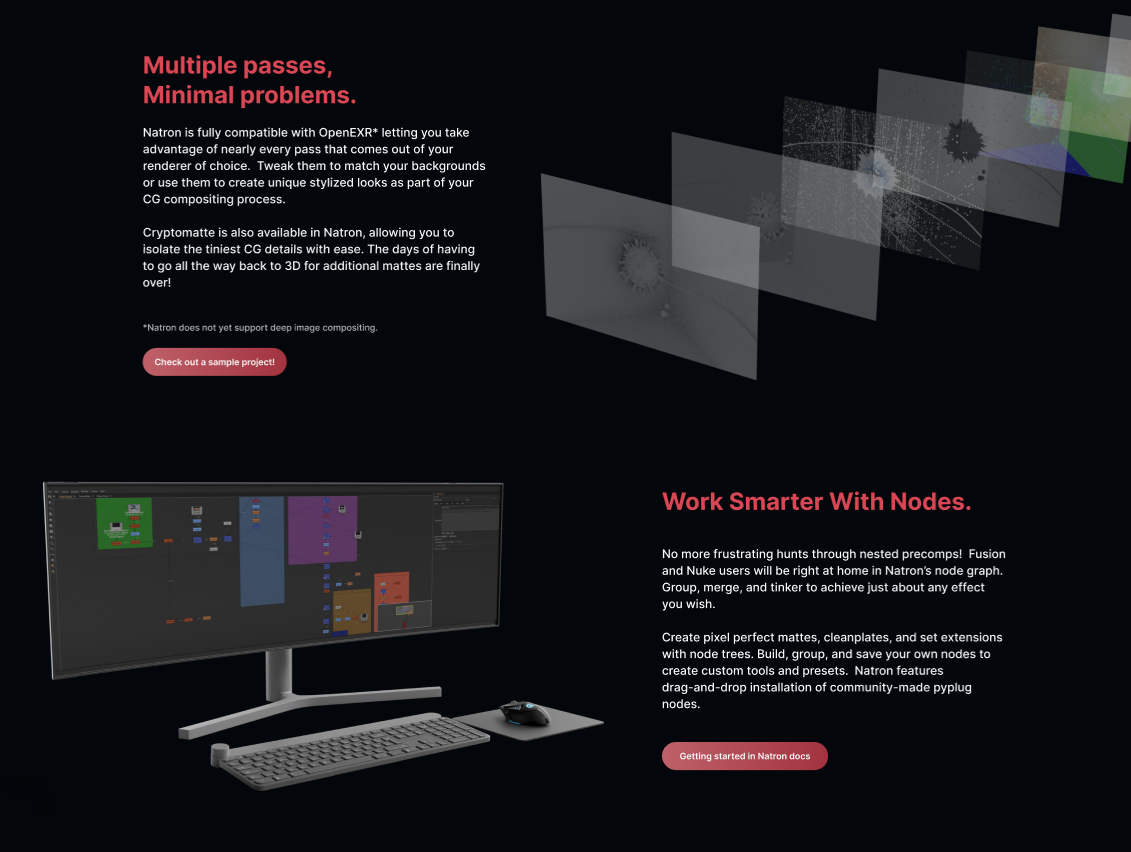 Multiple passes,
Minimal problems.
Natron is fully compatible with OpenEXR* letting you take
advantage of nearly every pass that comes out of your
renderer of choice.  Tweak them to match your backgrounds
or use them to create unique stylized looks as part of your
CG compositing process.
Cryptomatte is also available in Natron, allowing you to
isolate the tiniest CG details with ease. The days of having
to go all the way back to 3D for additional mattes are finally
over!
*Natron does not yet support deep image compositing.
Check out a sample project!
Work Smarter With Nodes.
No more frustrating hunts through nested precomps!  Fusion
and Nuke users will be right at home in Natron's node graph.
Group, merge, and tinker to achieve just about any effect
you wish.
Create pixel perfect mattes, cleanplates, and set extensions
with node trees. Build, group, and save your own nodes to
create custom tools and presets.  Natron features
drag-and-drop installation of community-made pyplug
nodes.
Getting started in Natron docs